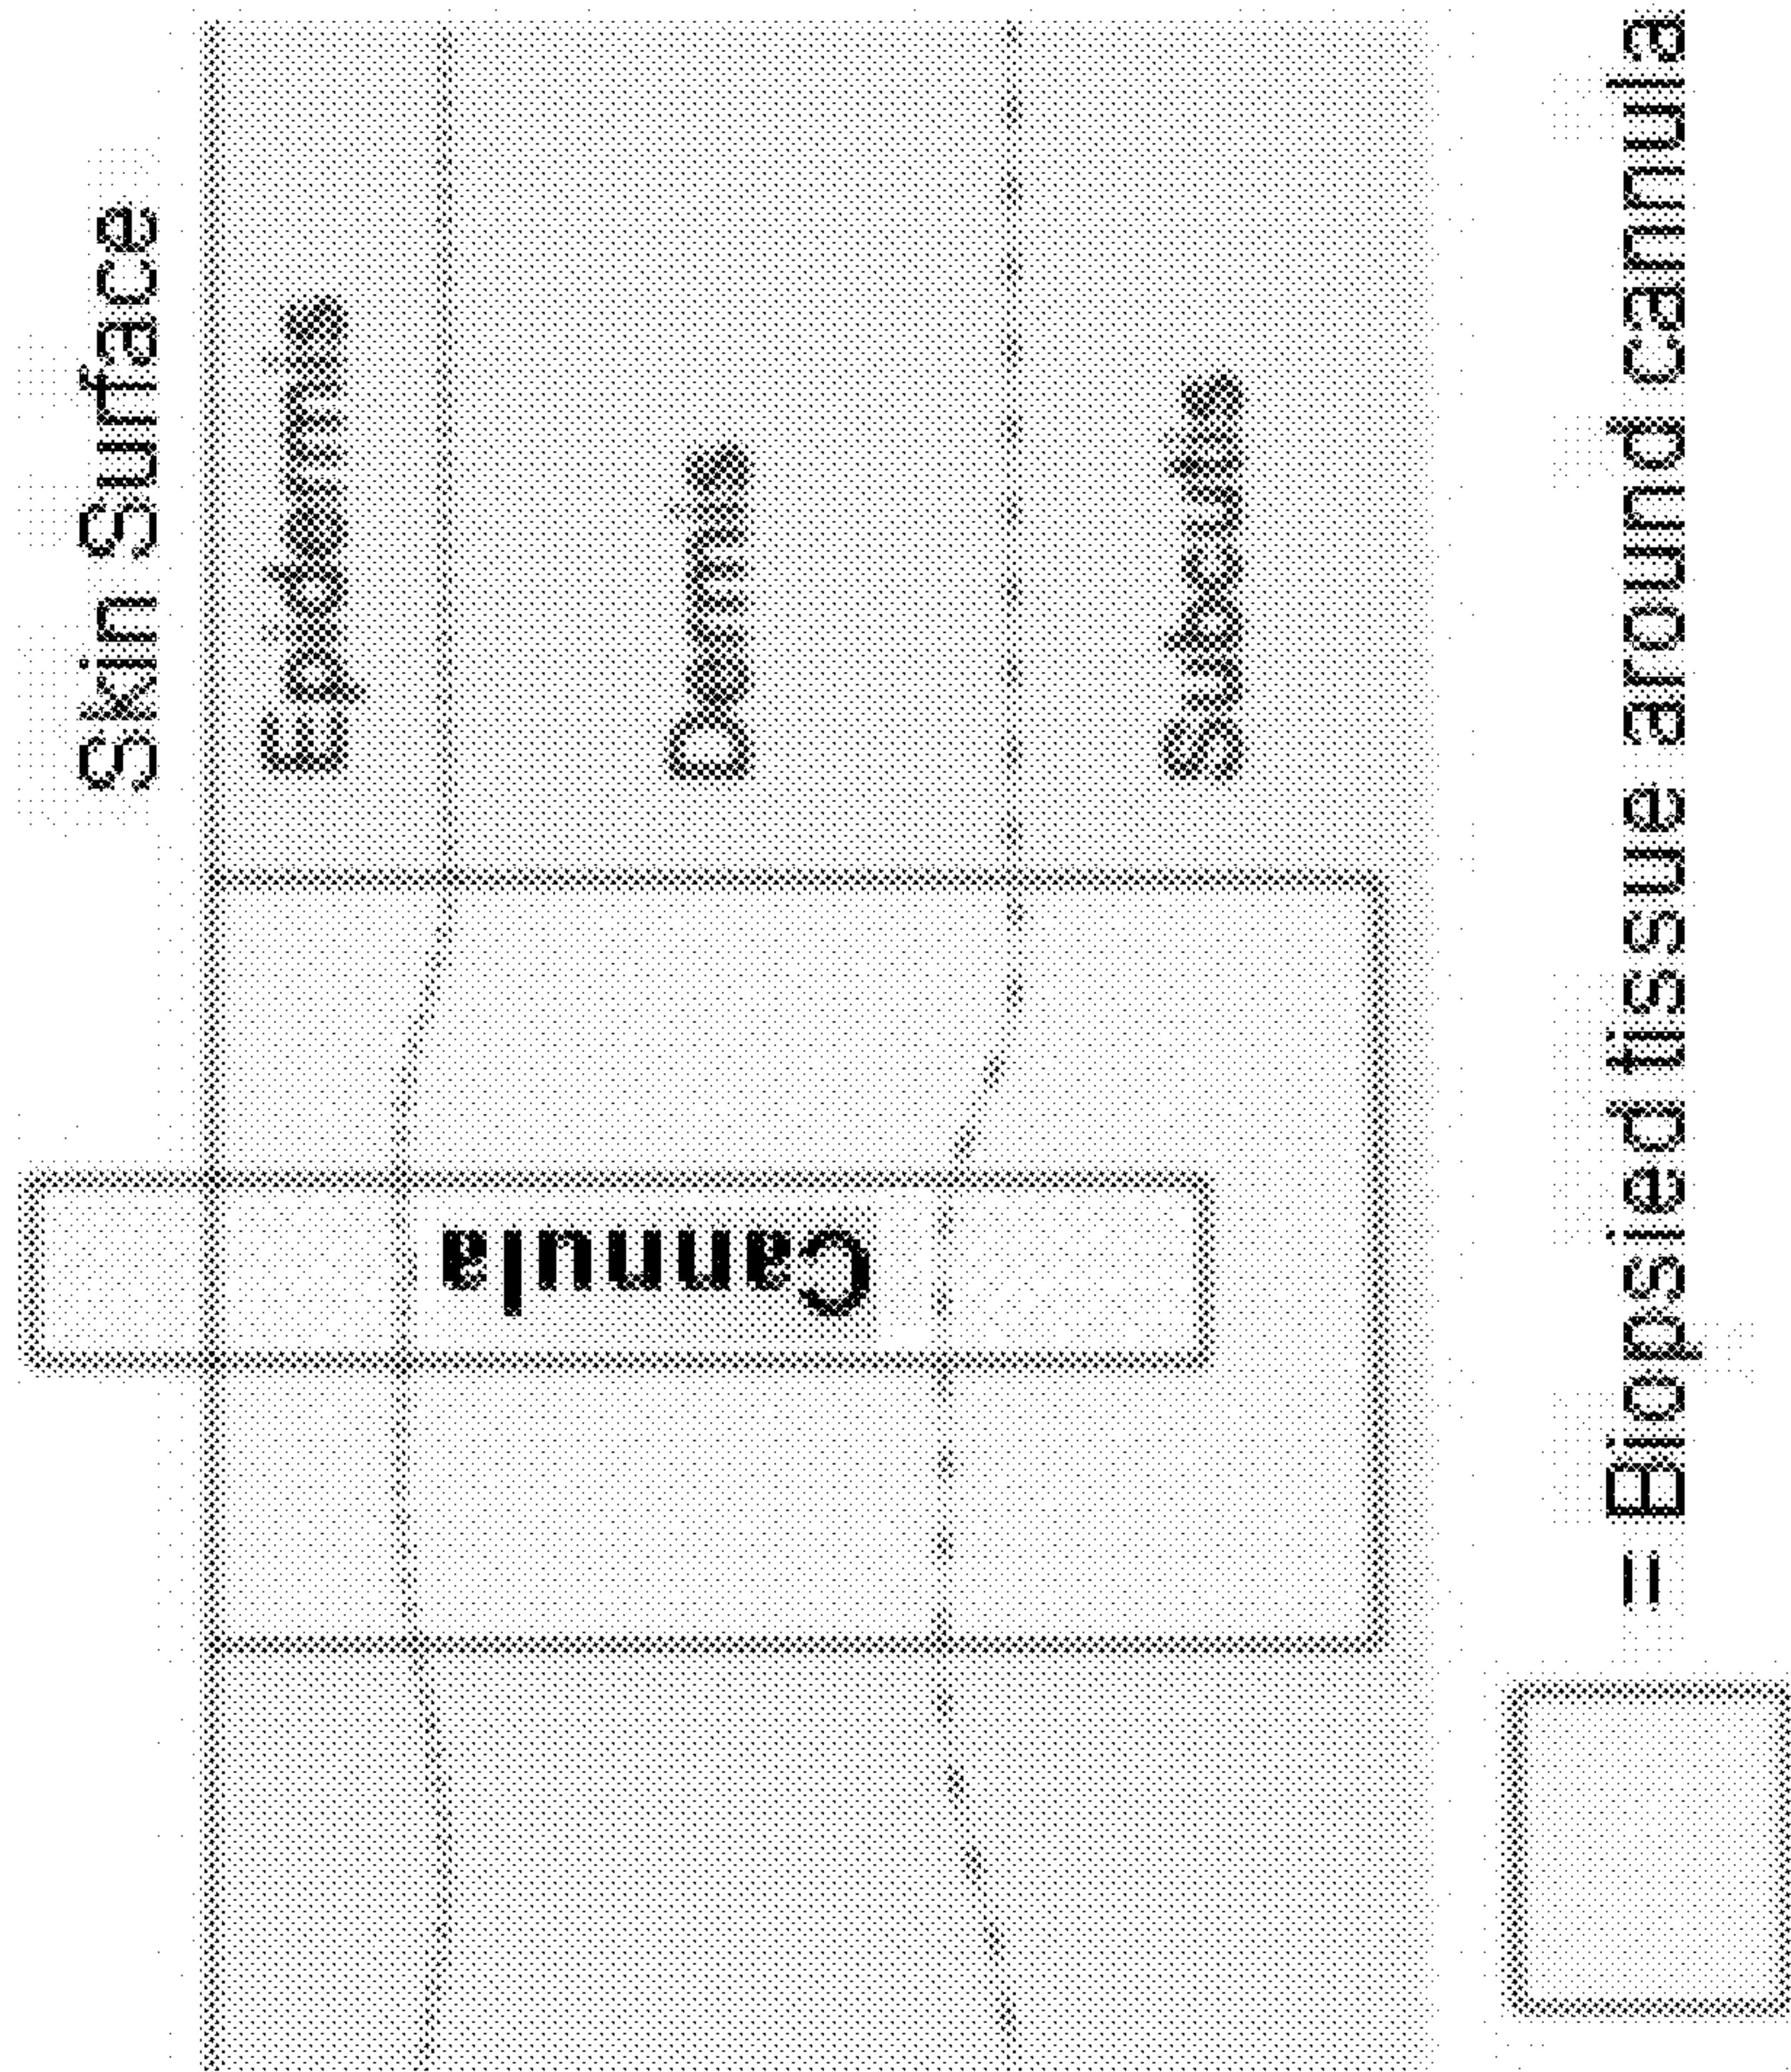 Skin Surface
Epidermis
Dermis
Subcutis
Cannula
= Biopsied tissue around cannula